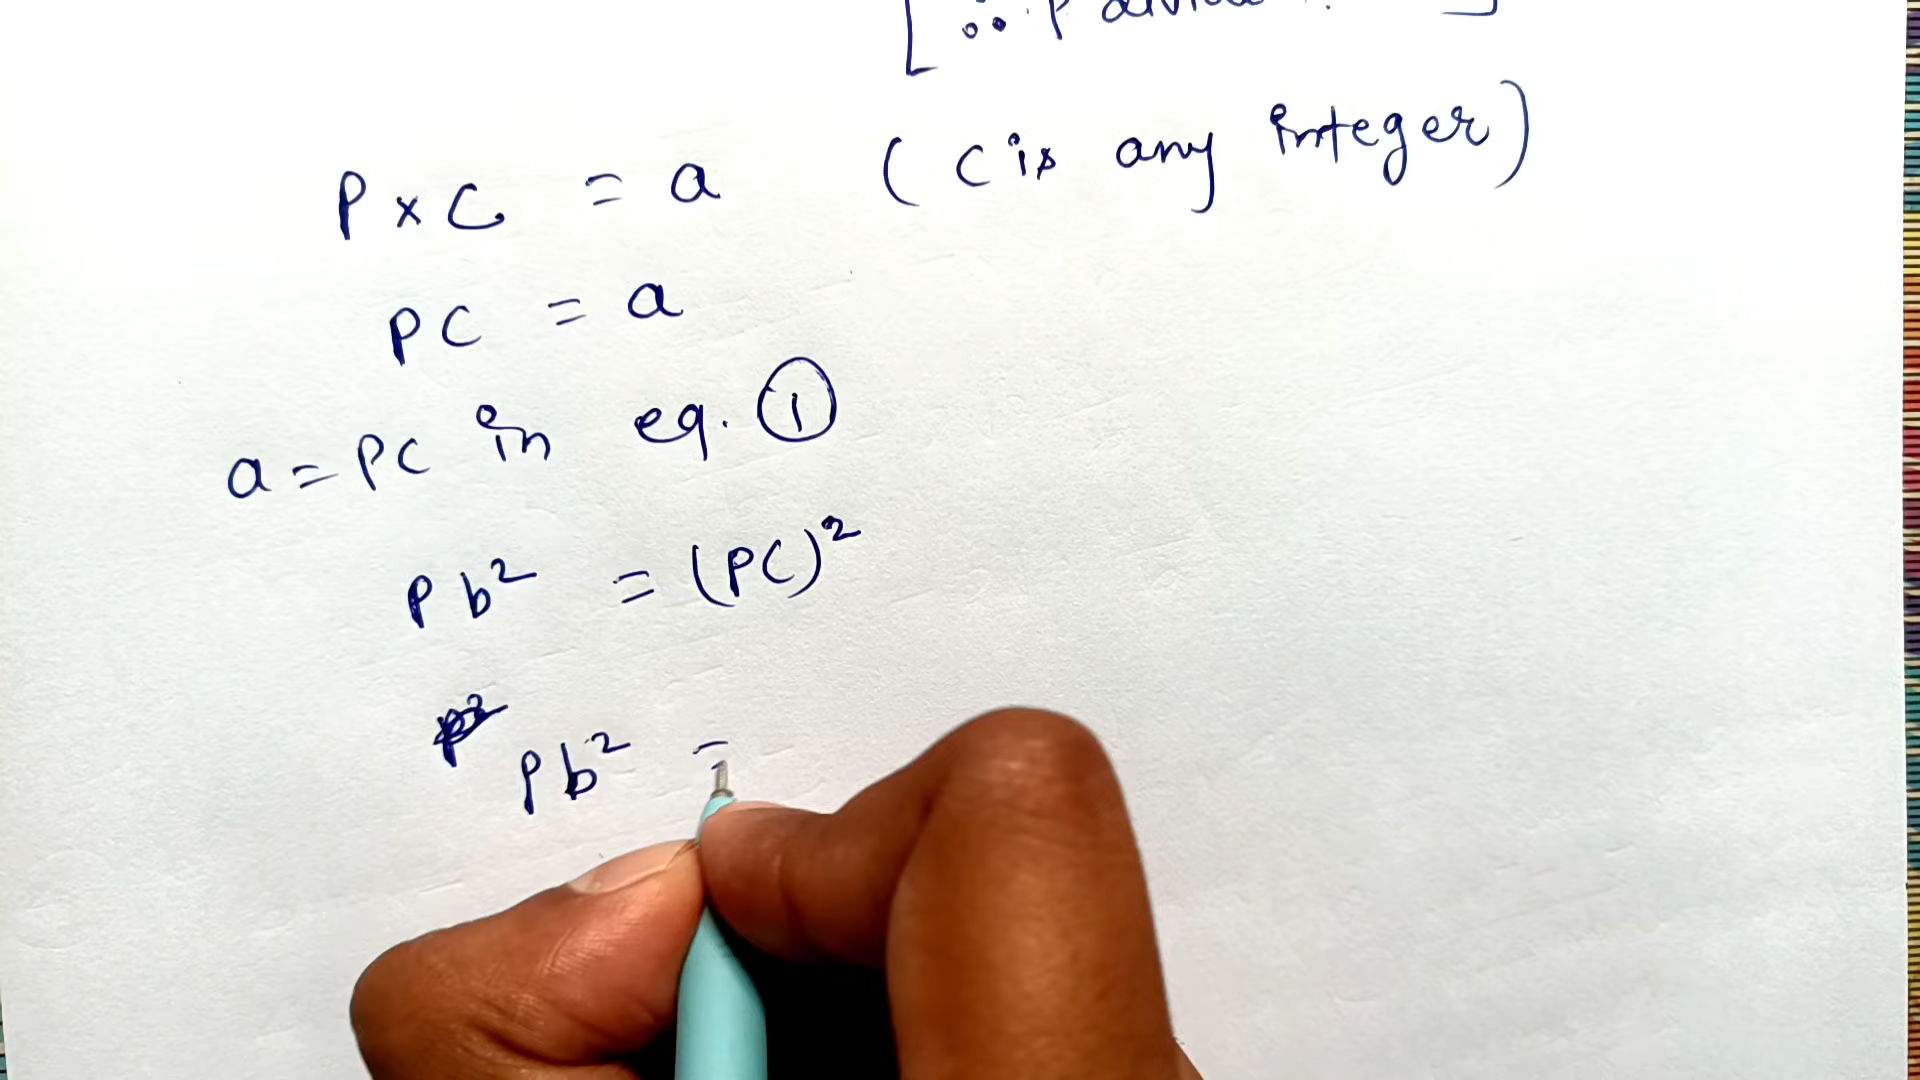 [ ∴ P
P × C = a ( C is any integer )
PC = a
a = PC in eq. ①
Pb² = (PC)²
Pb² =